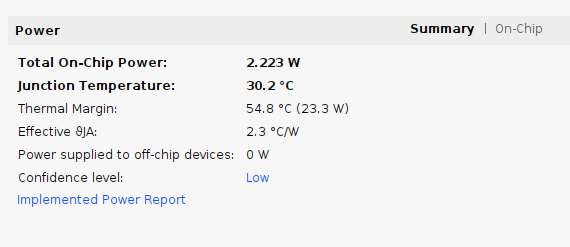 Power Summary | On-Chip
Total On-Chip Power: 2.223 W
Junction Temperature: 30.2 °C
Thermal Margin: 54.8 °C (23.3 W)
Effective ϑJA: 2.3 °C/W
Power supplied to off-chip devices: 0 W
Confidence level: Low
Implemented Power Report